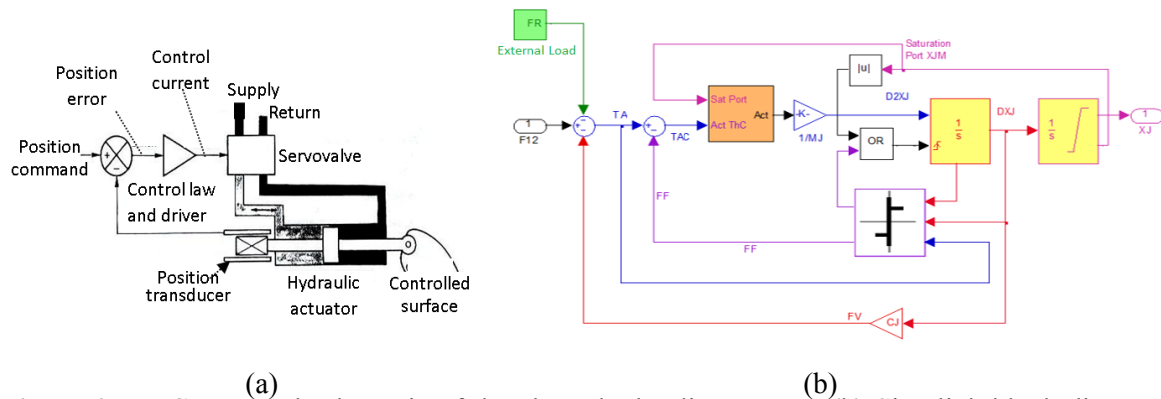 Position
error
Control
current
Supply
Return
Position
command
+
−
Servovalve
Control law
and driver
Position
transducer
Hydraulic
actuator
Controlled
surface
(a)
FR
External Load
1
F12
TA
TAC
Sat Port
Act ThC
Act
-K-
1/MJ
|u|
OR
Saturation
Port XJM
D2XJ
1
s
DXJ
1
s
1
XJ
FF
FF
FV
CJ
(b)